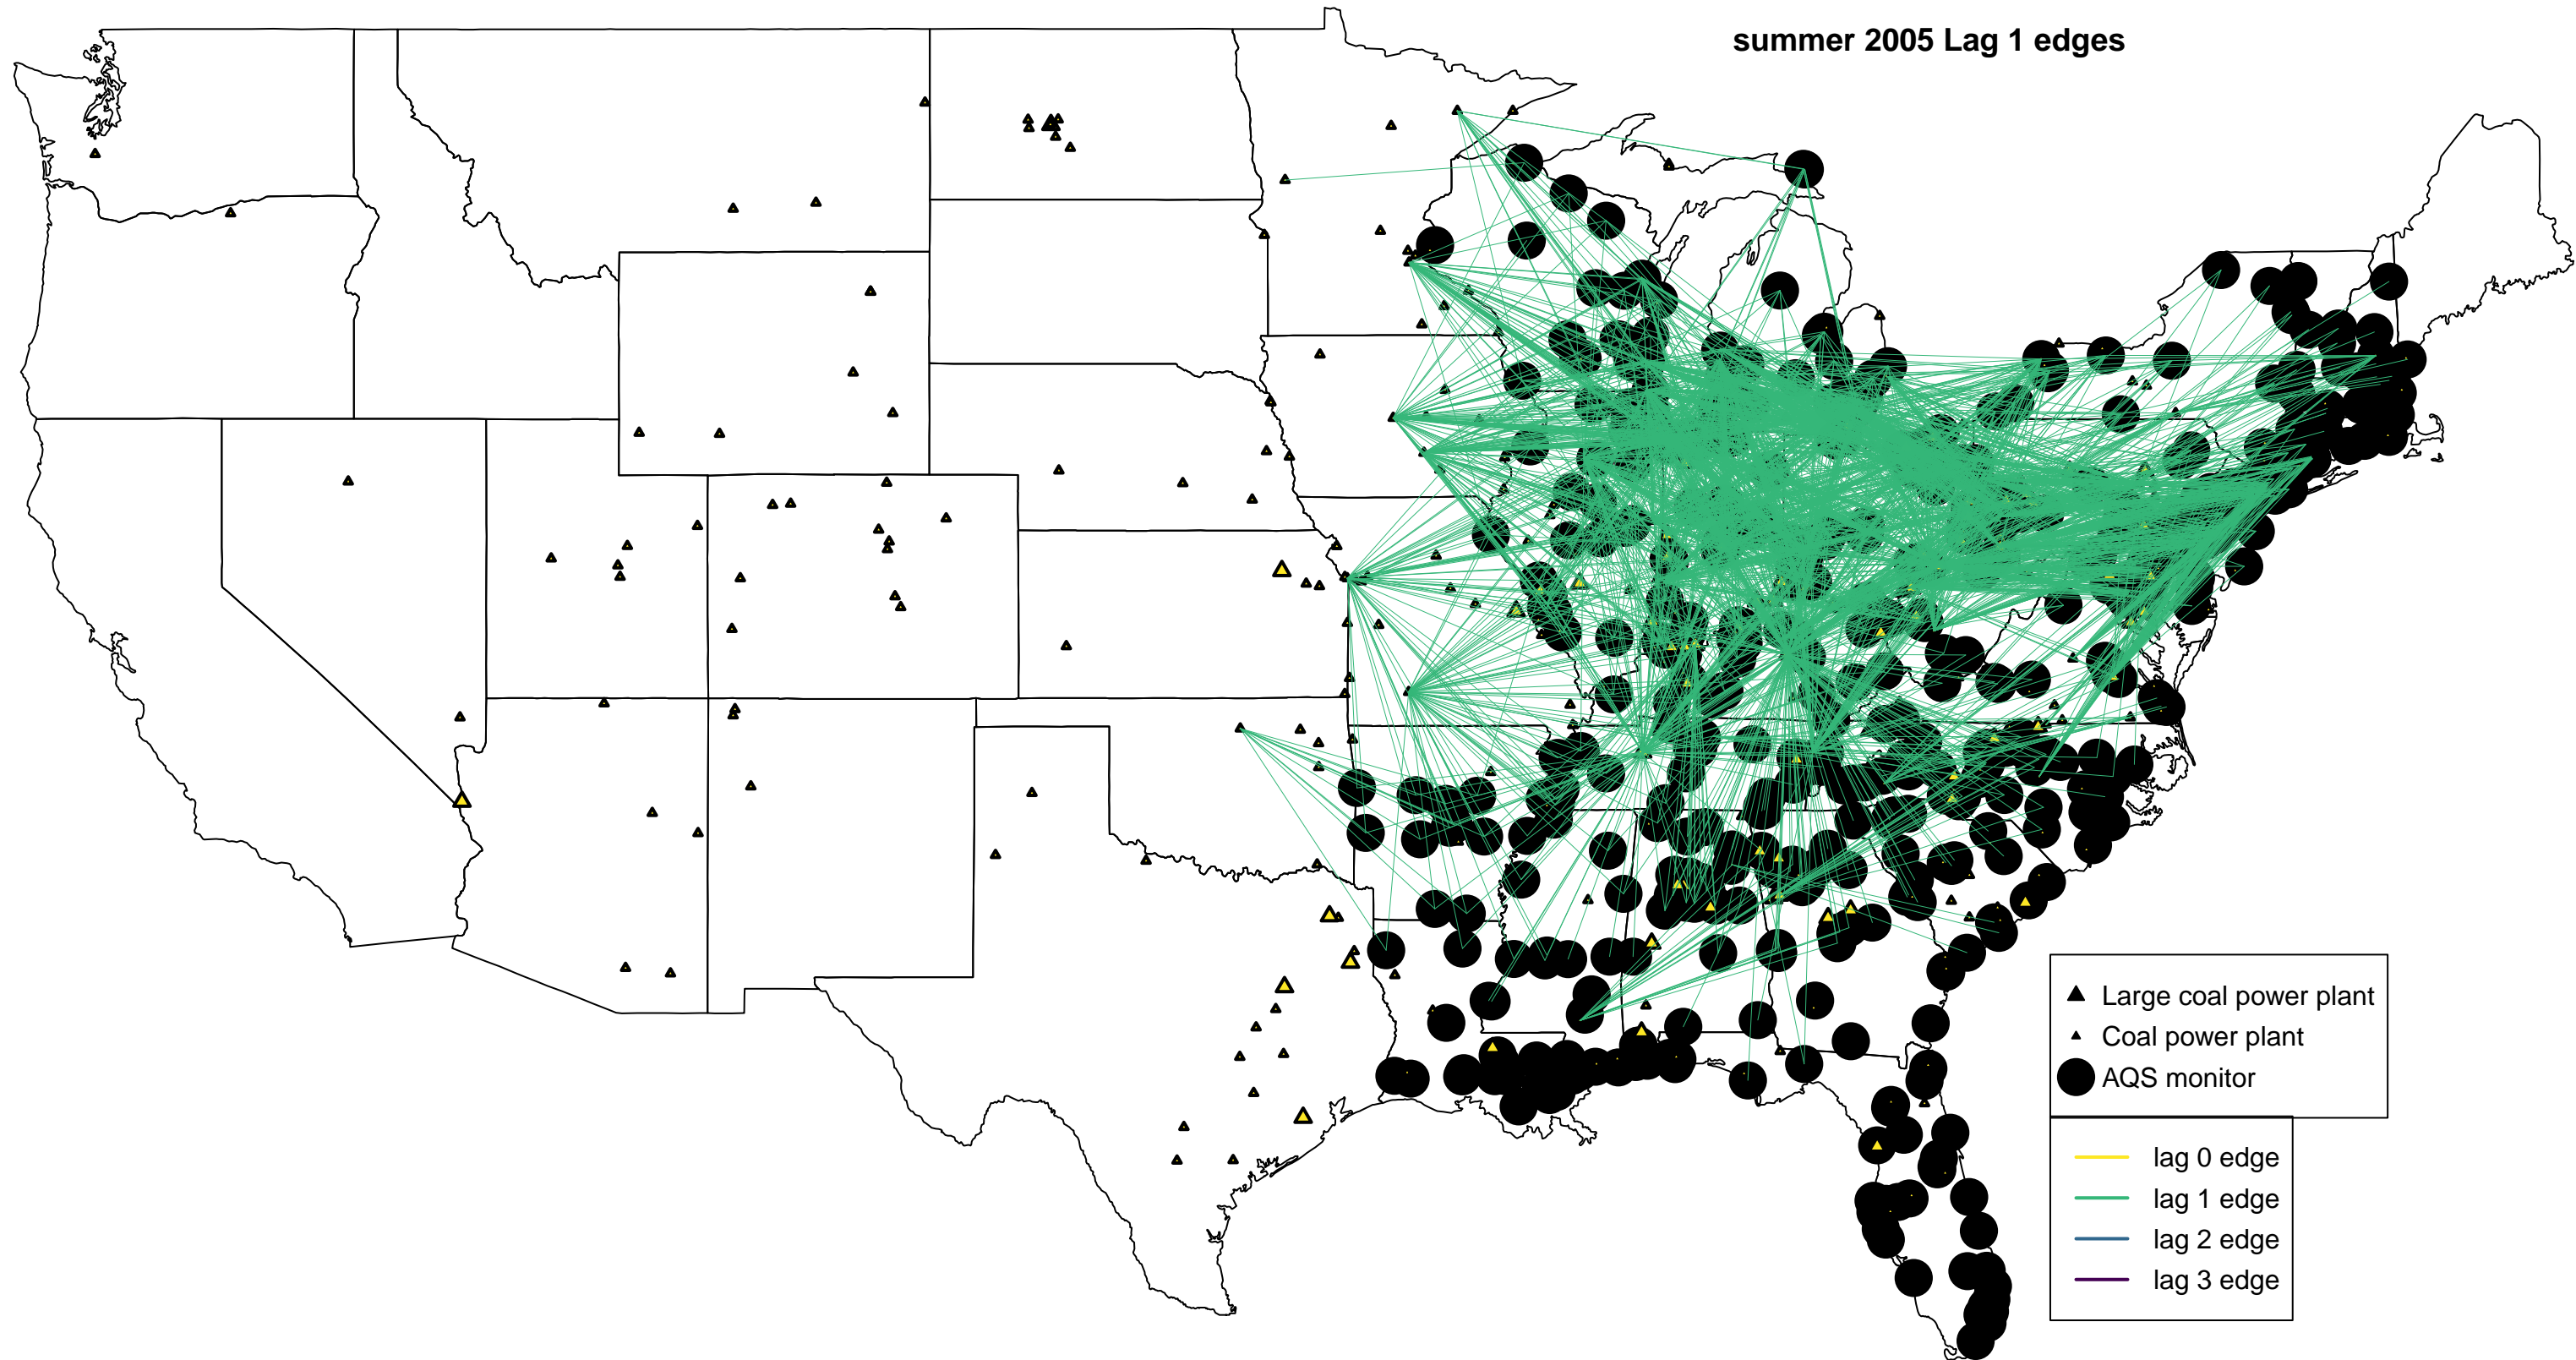 summer 2005 Lag 1 edges
Large coal power plant
Coal power plant
AQS monitor
lag 0 edge
lag 1 edge
lag 2 edge
lag 3 edge